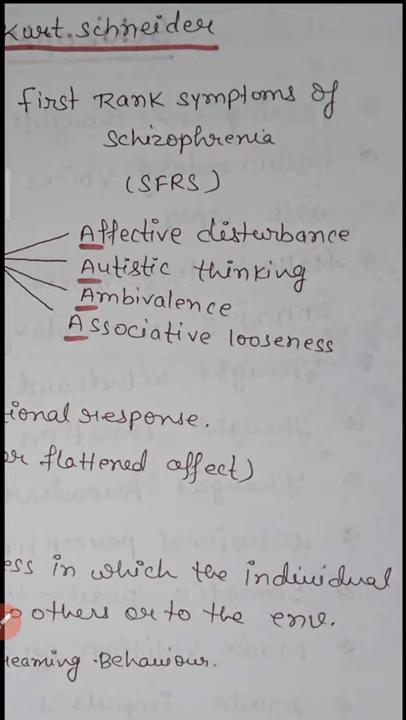 Kurt. Schneider
First Rank symptoms of
Schizophrenia
(SFRS)
Affective disturbance
Autistic thinking
Ambivalence
Associative looseness
tional response.
or flattened affect)
ess in which the individual
o others or to the env.
reaming Behaviour.